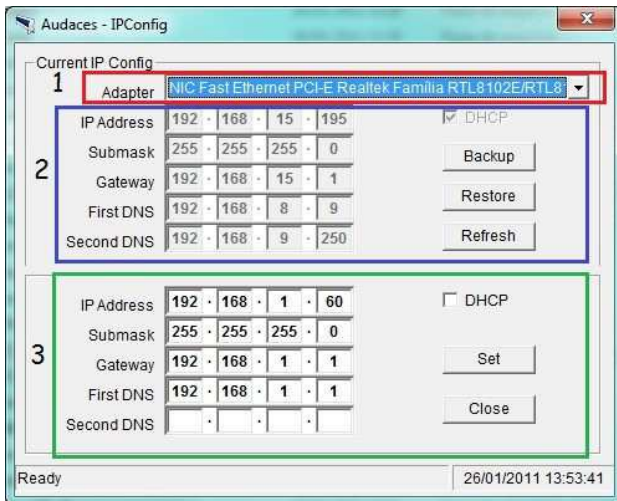 Audaces - IPConfig
Current IP Config
1
Adapter NIC Fast Ethernet PCI-E Realtek Família RTL8102E/RTL8
2
IP Address 192 . 168 . 15 . 195 DHCP
Submask 255 . 255 . 255 . 0 Backup
Gateway 192 . 168 . 15 . 1 Restore
First DNS 192 . 168 . 8 . 9
Second DNS 192 . 168 . 9 . 250 Refresh
3
IP Address 192 . 168 . 1 . 60 DHCP
Submask 255 . 255 . 255 . 0
Gateway 192 . 168 . 1 . 1 Set
First DNS 192 . 168 . 1 . 1
Second DNS . . . Close
Ready 26/01/2011 13:53:41